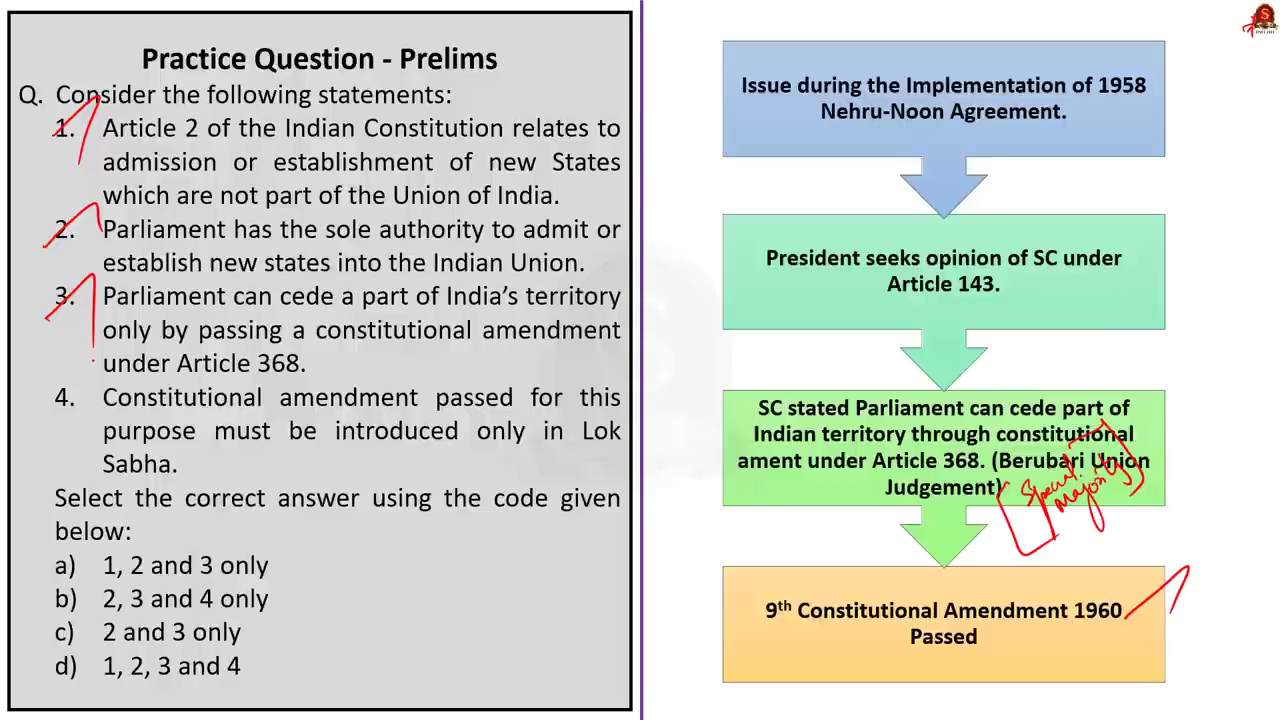 Practice Question - Prelims
Q. Consider the following statements:
1. Article 2 of the Indian Constitution relates to
admission or establishment of new States
which are not part of the Union of India.
2. Parliament has the sole authority to admit or
establish new states into the Indian Union.
3. Parliament can cede a part of India's territory
only by passing a constitutional amendment
under Article 368.
4. Constitutional amendment passed for this
purpose must be introduced only in Lok
Sabha.
Select the correct answer using the code given
below:
a) 1, 2 and 3 only
b) 2, 3 and 4 only
c) 2 and 3 only
d) 1, 2, 3 and 4
Issue during the Implementation of 1958
Nehru-Noon Agreement.
President seeks opinion of SC under
Article 143.
SC stated Parliament can cede part of
Indian territory through constitutional
ament under Article 368. (Berubari Union
Judgement)
Special
Majority
9th Constitutional Amendment 1960
Passed